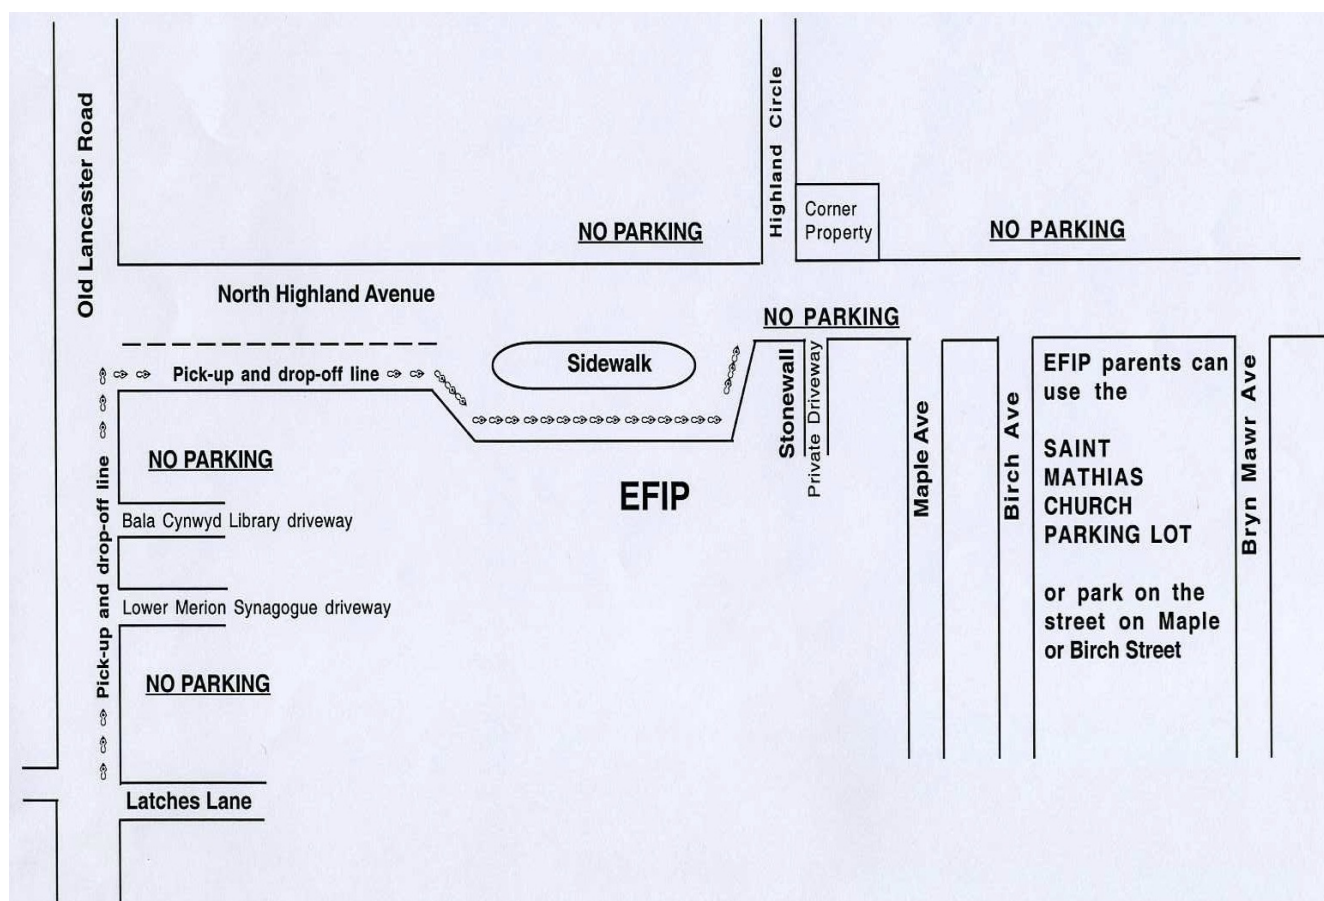 Old Lancaster Road
Highland Circle
Corner
Property
NO PARKING
NO PARKING
North Highland Avenue
NO PARKING
Sidewalk
Pick-up and drop-off line
Stonewall
Private Driveway
Maple Ave
Birch Ave
EFIP parents can
use the
SAINT
MATHIAS
CHURCH
PARKING LOT
or park on the
street on Maple
or Birch Street
Bryn Mawr Ave
NO PARKING
EFIP
Pick-up and drop-off line
Bala Cynwyd Library driveway
Lower Merion Synagogue driveway
NO PARKING
Latches Lane